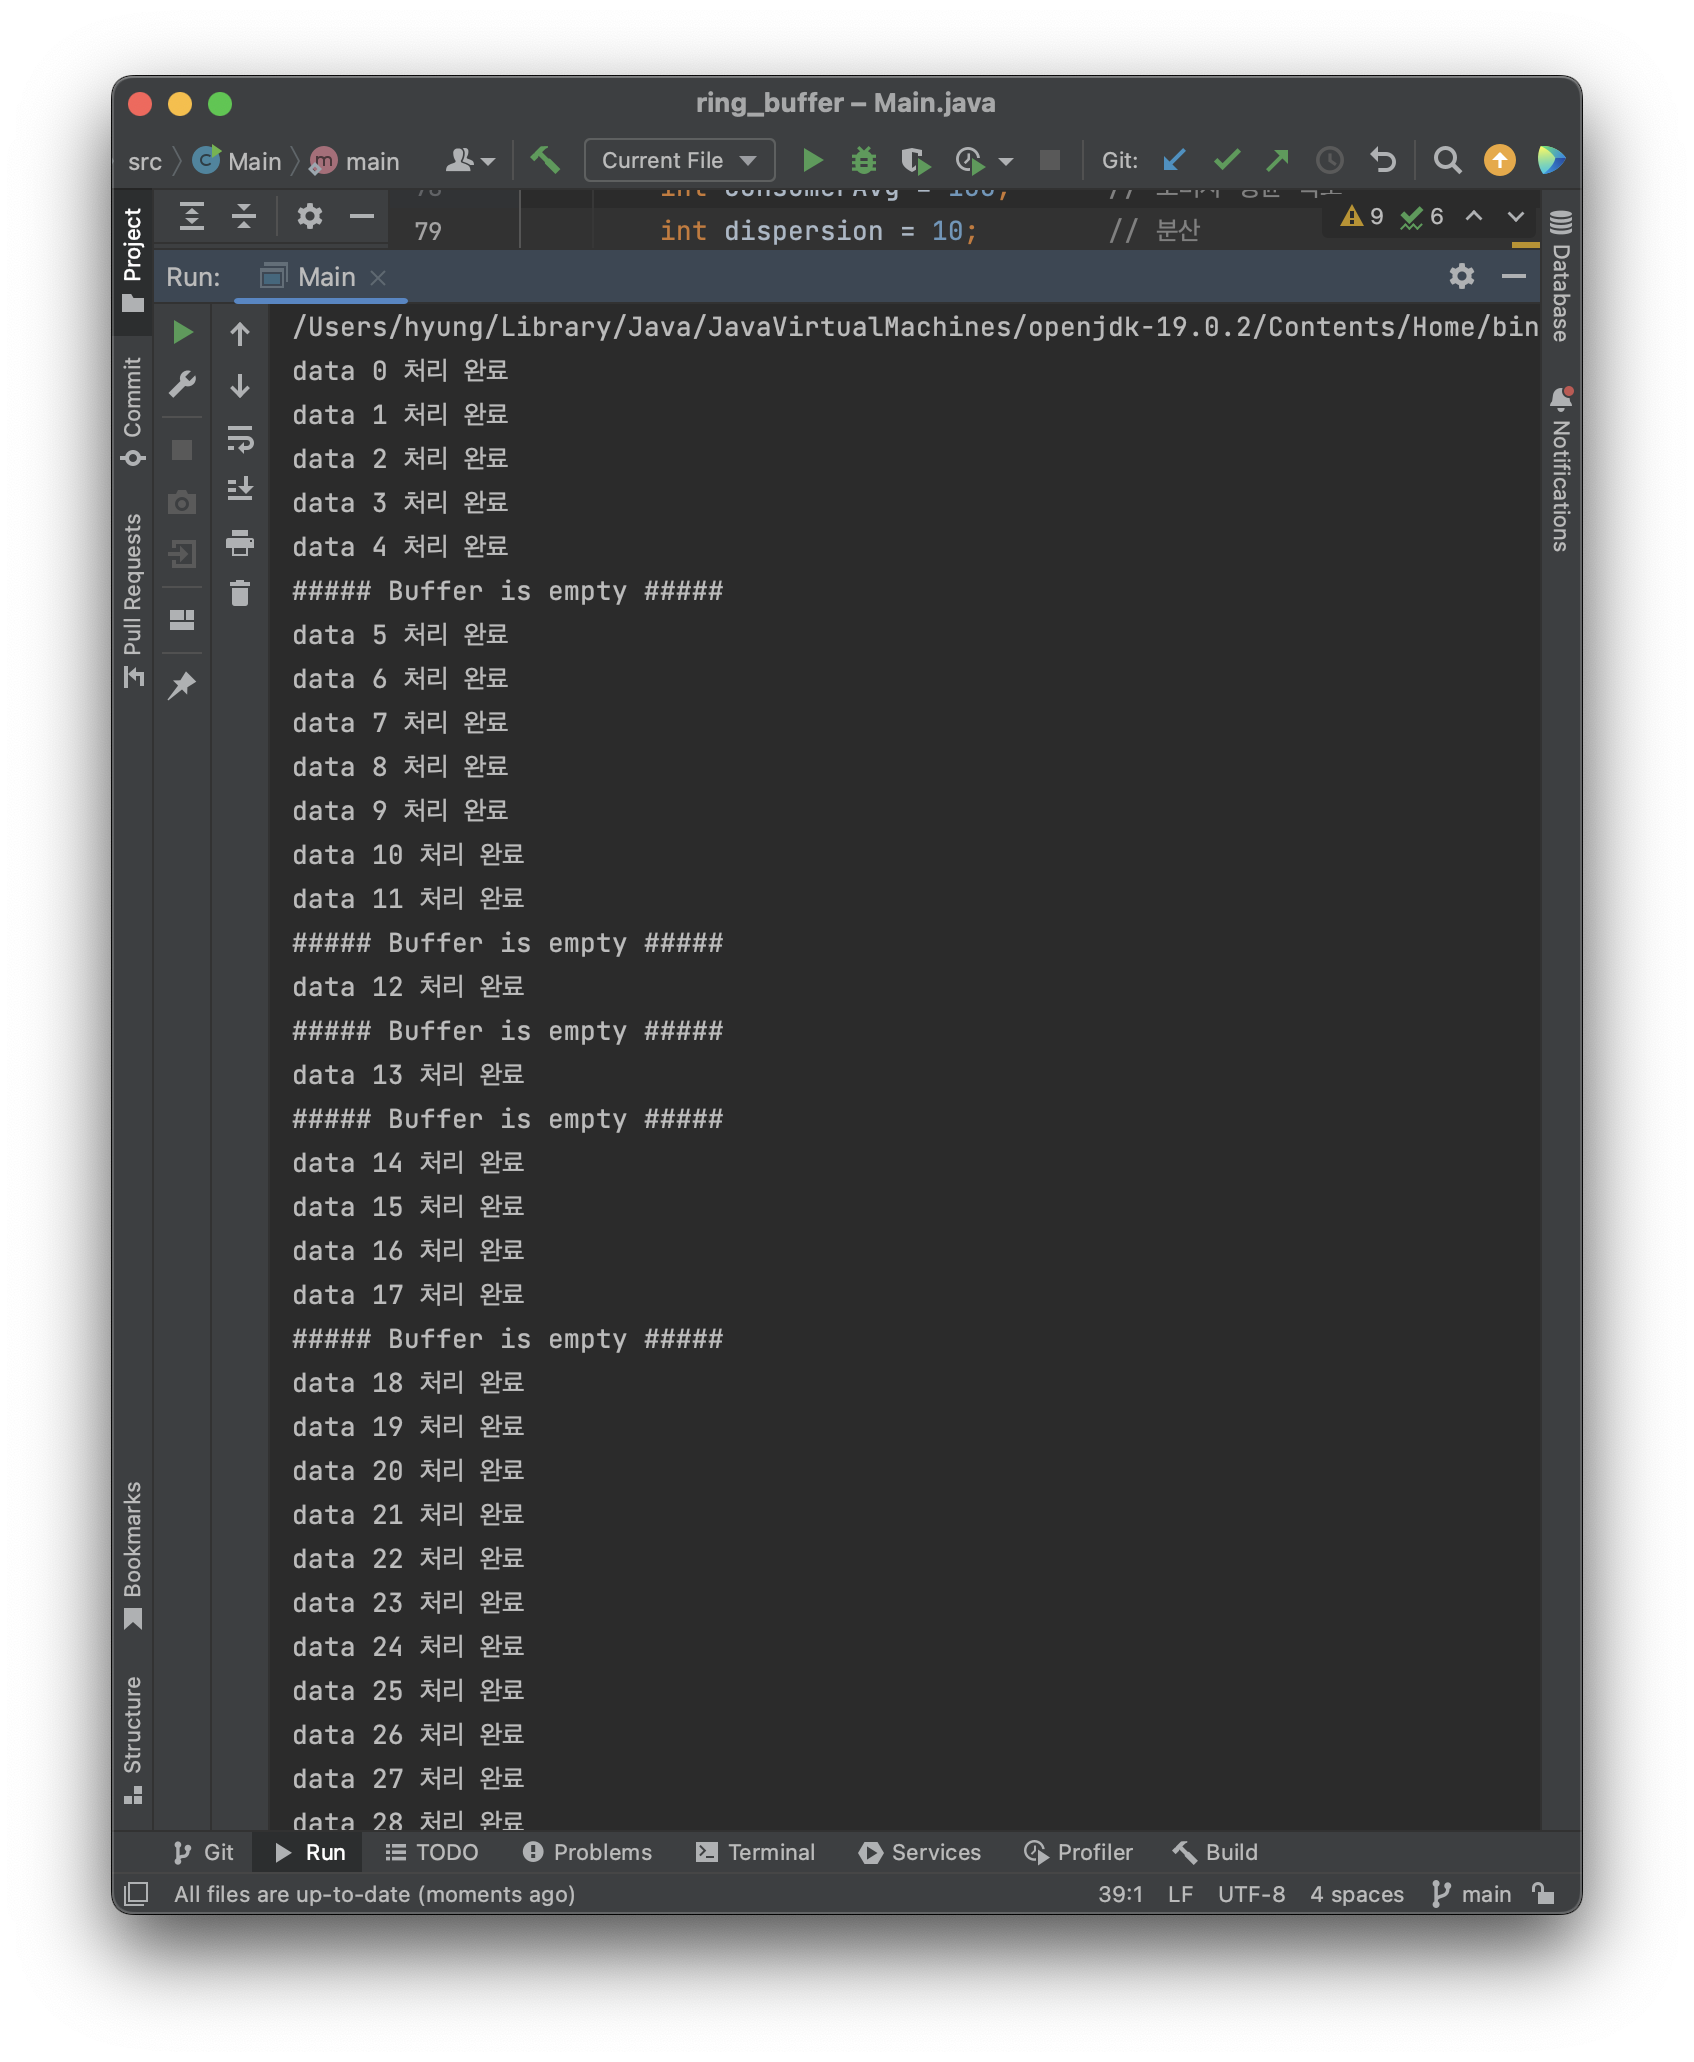 ring_buffer – Main.java
src Main main Current File Git:
79 int dispersion = 10; // 분산 9 6
Run: Main
/Users/hyung/Library/Java/JavaVirtualMachines/openjdk-19.0.2/Contents/Home/bin
data 0 처리 완료
data 1 처리 완료
data 2 처리 완료
data 3 처리 완료
data 4 처리 완료
##### Buffer is empty #####
data 5 처리 완료
data 6 처리 완료
data 7 처리 완료
data 8 처리 완료
data 9 처리 완료
data 10 처리 완료
data 11 처리 완료
##### Buffer is empty #####
data 12 처리 완료
##### Buffer is empty #####
data 13 처리 완료
##### Buffer is empty #####
data 14 처리 완료
data 15 처리 완료
data 16 처리 완료
data 17 처리 완료
##### Buffer is empty #####
data 18 처리 완료
data 19 처리 완료
data 20 처리 완료
data 21 처리 완료
data 22 처리 완료
data 23 처리 완료
data 24 처리 완료
data 25 처리 완료
data 26 처리 완료
data 27 처리 완료
data 28 처리 완료
Project
Commit
Pull Requests
Bookmarks
Structure
Database
Notifications
Git Run TODO Problems Terminal Services Profiler Build
All files are up-to-date (moments ago) 39:1 LF UTF-8 4 spaces main